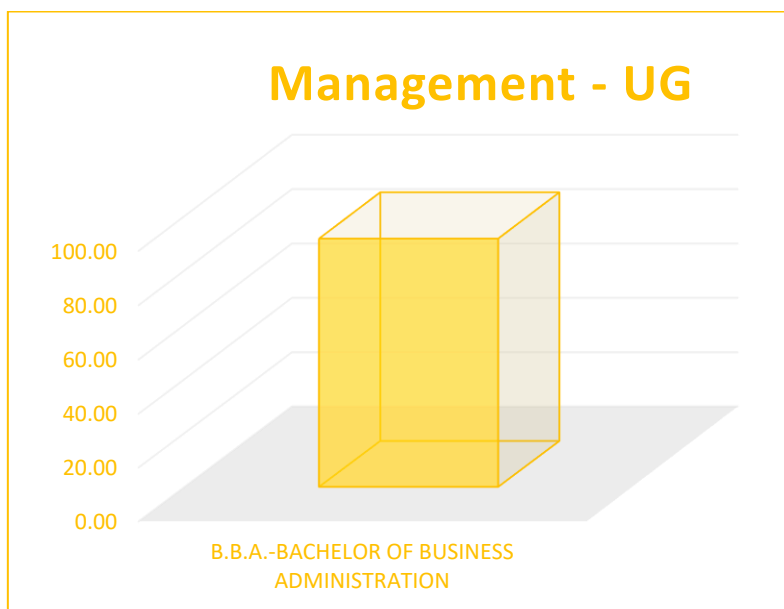 Management - UG
100.00
80.00
60.00
40.00
20.00
0.00
B.B.A.-BACHELOR OF BUSINESS
ADMINISTRATION